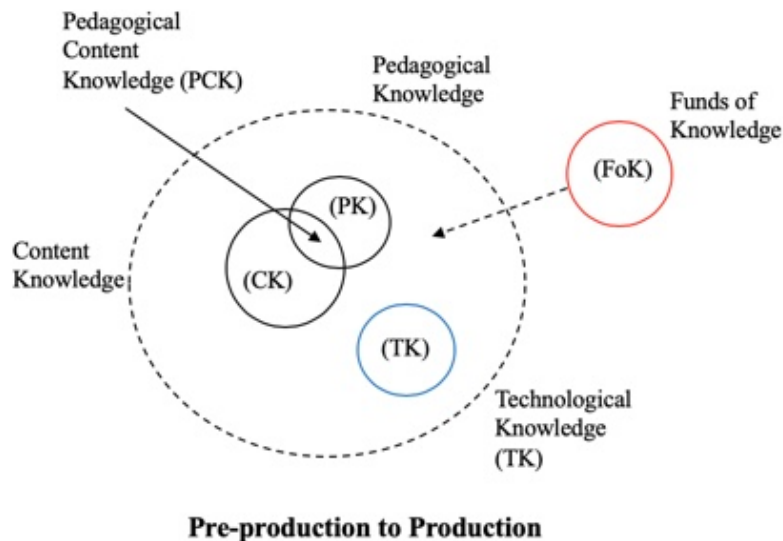 Pedagogical
Content
Knowledge (PCK)
Pedagogical
Knowledge
Funds of
Knowledge
(FoK)
(PK)
Content
Knowledge
(CK)
(TK)
Technological
Knowledge
(TK)
Pre-production to Production